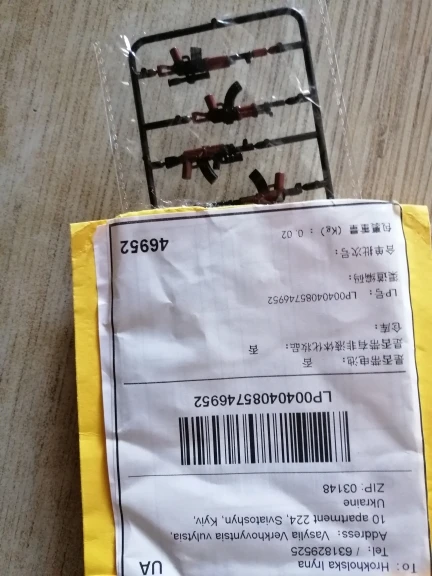 To: Hrokholska Iryna UA
Tel: / 631829525
Address: Vasylia Verkhovyntsia vulytsia,
10 apartment 224, Sviatoshyn, Kyiv,
Ukraine
ZIP: 03148
LP00404085746952
是否带电池: 否
是否带有非液体化妆品: 否
仓库:
LP号: LP00404085746952
渠道编码:
合单批次号:
包裹重量 (Kg) : 0.02 46952